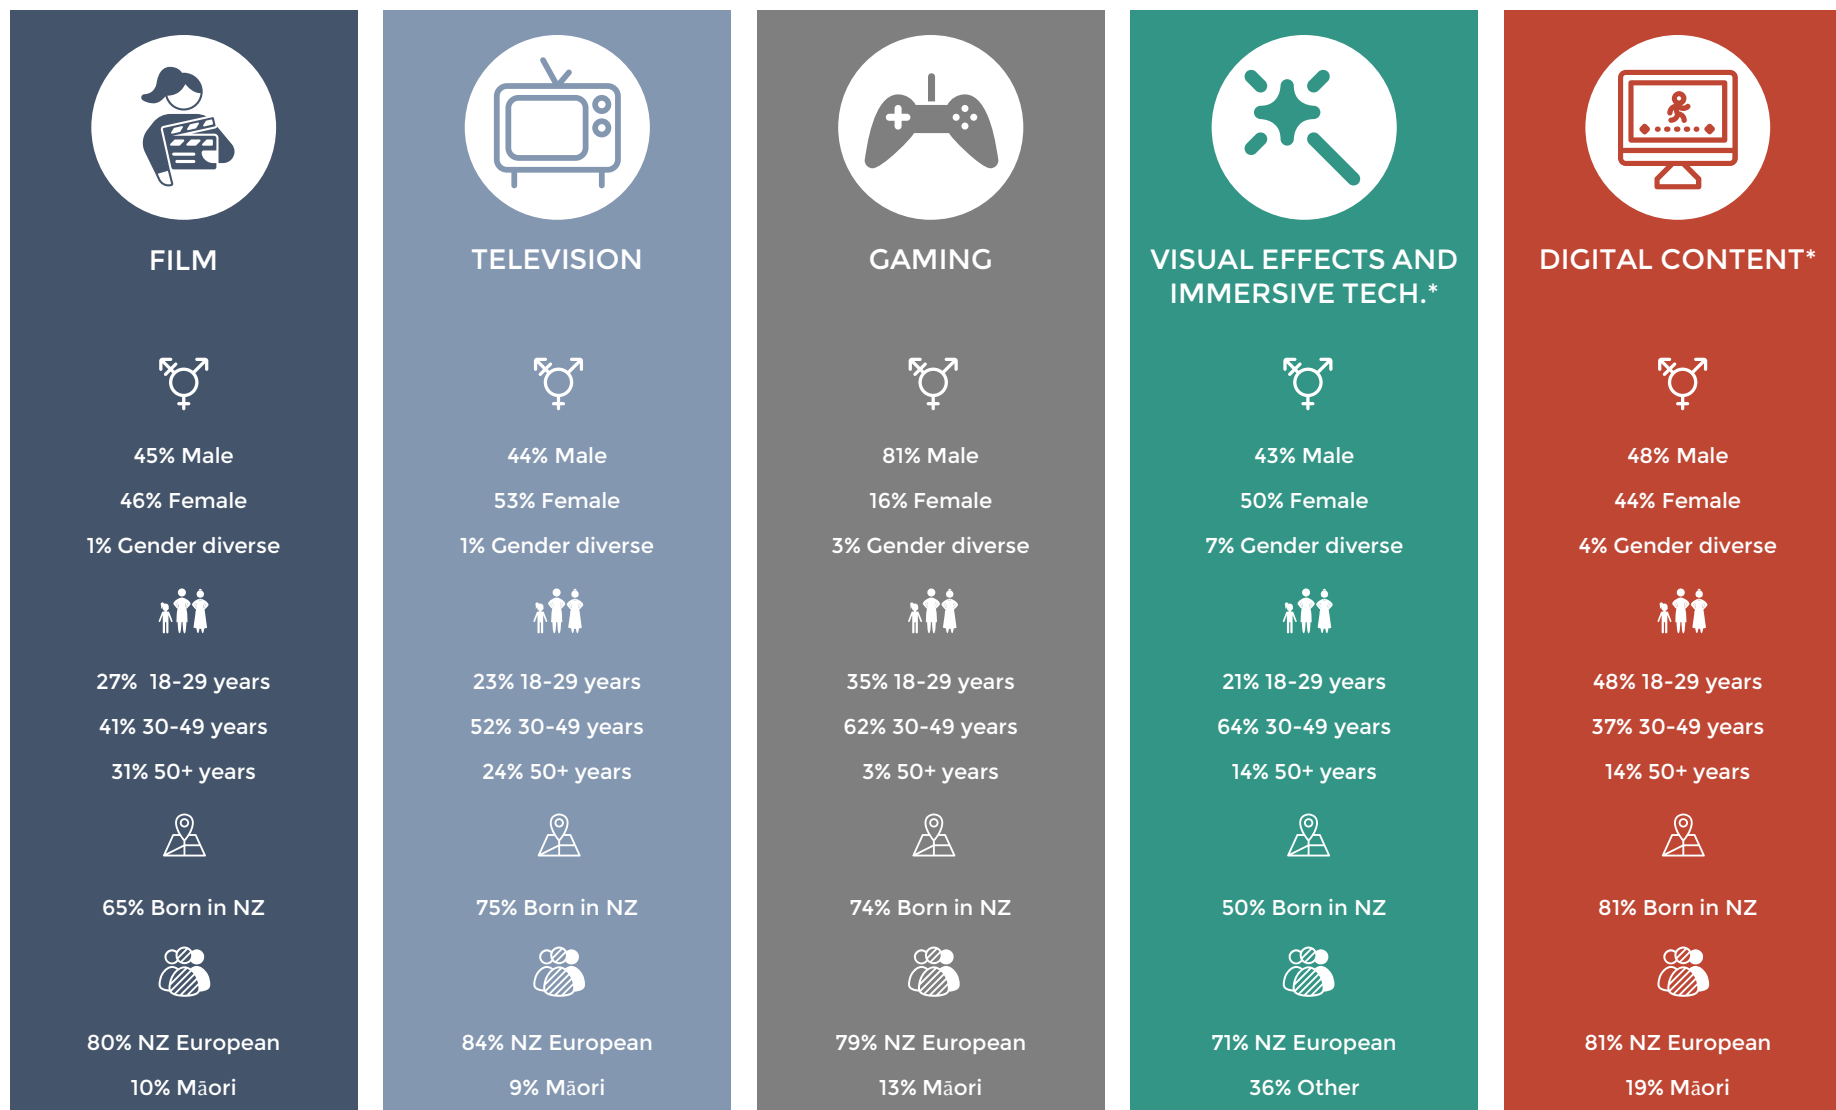 FILM
45% Male
46% Female
1% Gender diverse
27% 18-29 years
41% 30-49 years
31% 50+ years
65% Born in NZ
80% NZ European
10% Māori
TELEVISION
44% Male
53% Female
1% Gender diverse
23% 18-29 years
52% 30-49 years
24% 50+ years
75% Born in NZ
84% NZ European
9% Māori
GAMING
81% Male
16% Female
3% Gender diverse
35% 18-29 years
62% 30-49 years
3% 50+ years
74% Born in NZ
79% NZ European
13% Māori
VISUAL EFFECTS AND
IMMERSIVE TECH.*
43% Male
50% Female
7% Gender diverse
21% 18-29 years
64% 30-49 years
14% 50+ years
50% Born in NZ
71% NZ European
36% Other
DIGITAL CONTENT*
48% Male
44% Female
4% Gender diverse
48% 18-29 years
37% 30-49 years
14% 50+ years
81% Born in NZ
81% NZ European
19% Māori